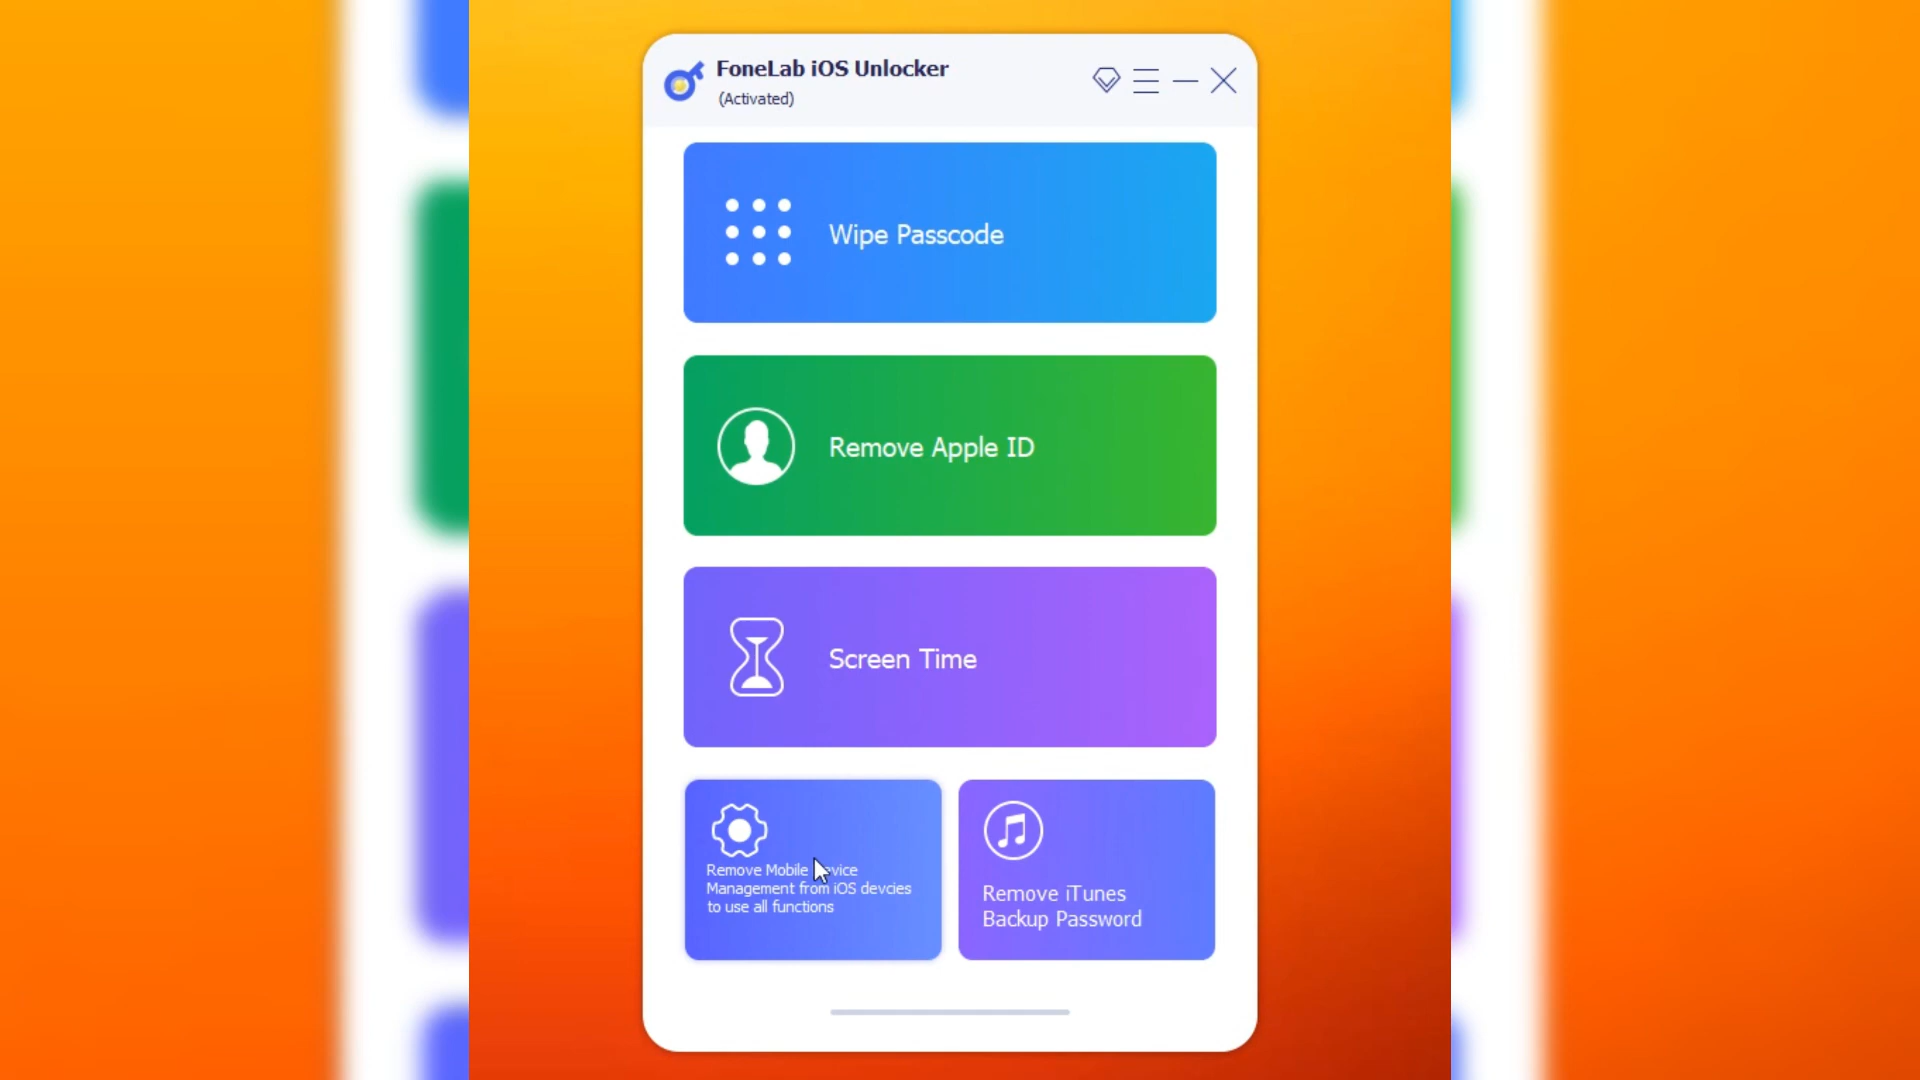 FoneLab iOS Unlocker
(Activated)
Wipe Passcode
Remove Apple ID
Screen Time
Remove Mobile
Management from iOS devcies
to use all functions
Remove iTunes
Backup Password